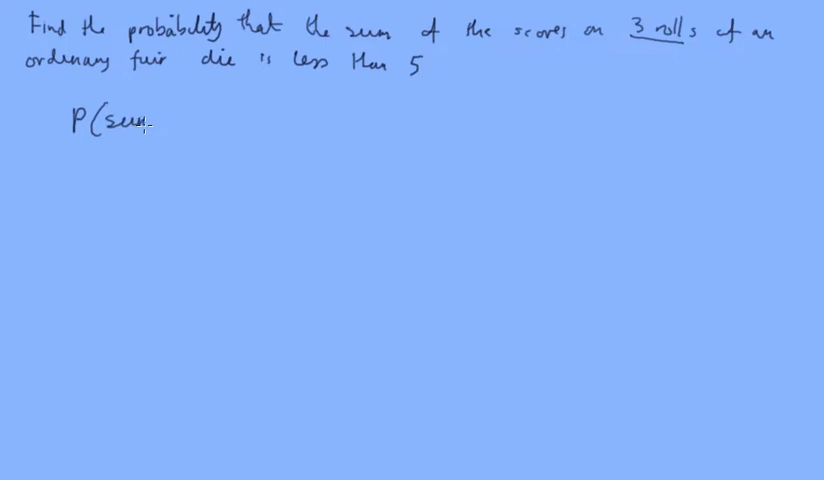 Find the probability that the sum of the scores on 3 rolls of an
ordinary fair die is less than 5
P(sum